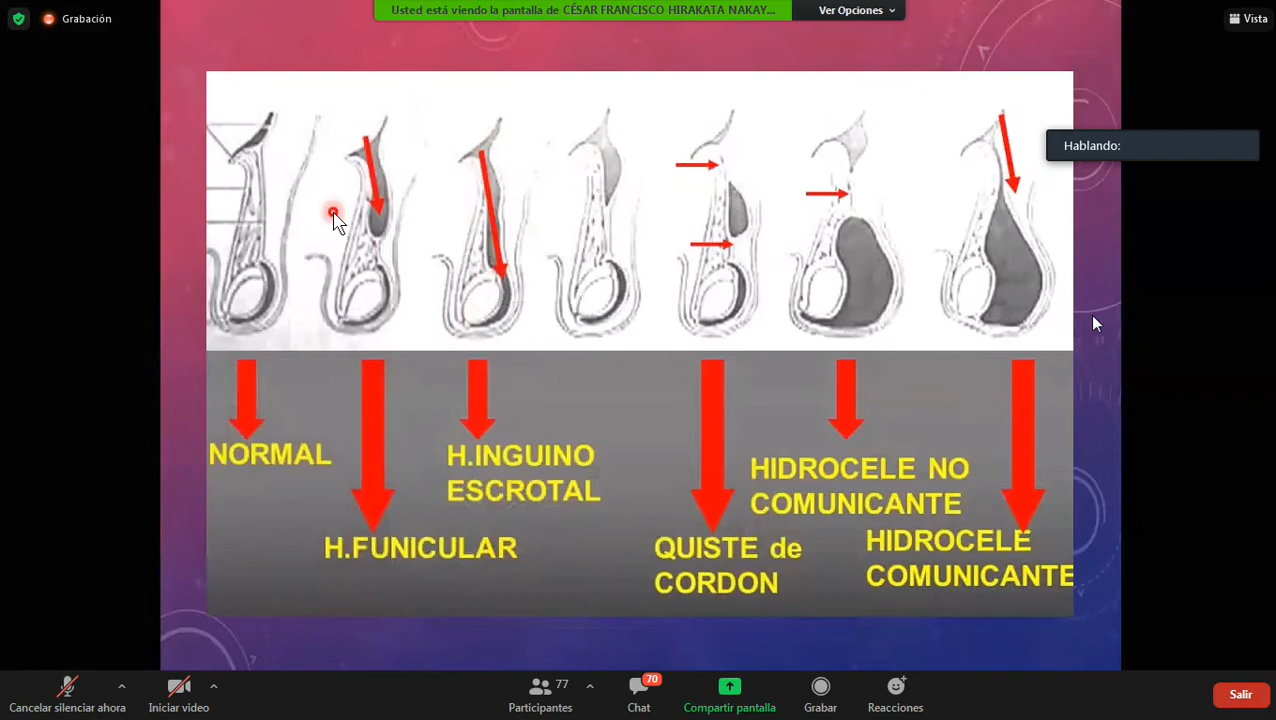 Grabación
Usted está viendo la pantalla de CÉSAR FRANCISCO HIRAKATA NAKAY...
Ver Opciones
Vista
Hablando:
NORMAL
H.FUNICULAR
H.INGUINO
ESCROTAL
QUISTE de
CORDON
HIDROCELE NO
COMUNICANTE
HIDROCELE
COMUNICANTE
Cancelar silenciar ahora
Iniciar video
77
Participantes
70
Chat
Compartir pantalla
Grabar
Reacciones
Salir